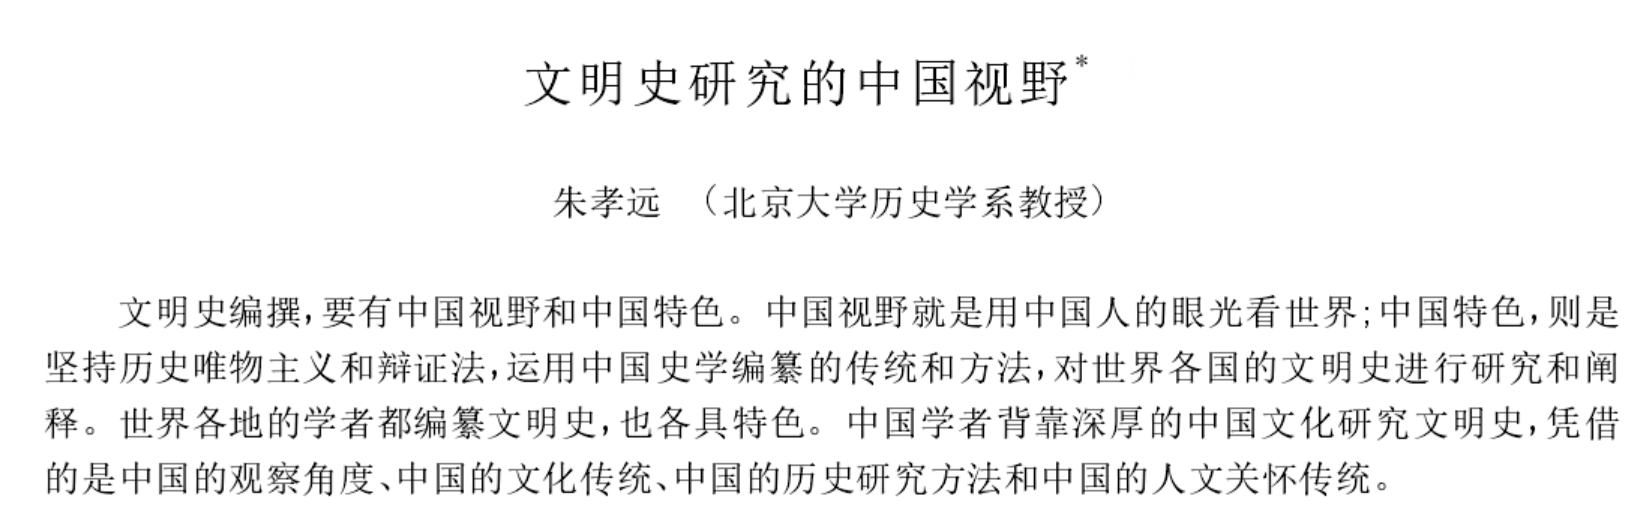 文明史研究的中国视野*
朱孝远 （北京大学历史学系教授）
文明史编撰,要有中国视野和中国特色。中国视野就是用中国人的眼光看世界;中国特色,则是
坚持历史唯物主义和辩证法,运用中国史学编纂的传统和方法,对世界各国的文明史进行研究和阐
释。世界各地的学者都编纂文明史,也各具特色。中国学者背靠深厚的中国文化研究文明史,凭借
的是中国的观察角度、中国的文化传统、中国的历史研究方法和中国的人文关怀传统。